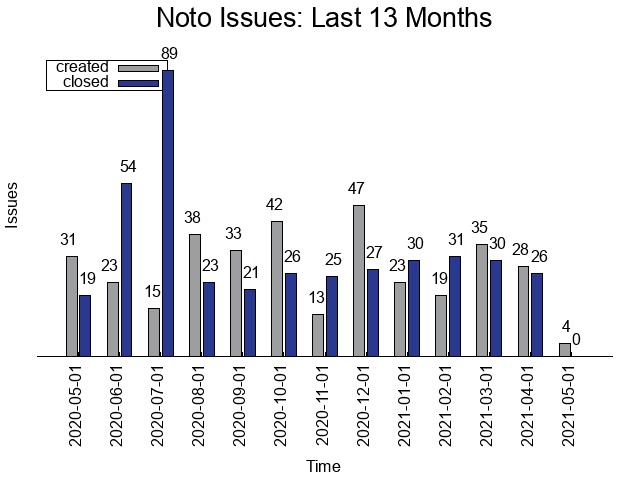 Noto Issues: Last 13 Months
created
closed
Issues
31 19 23 54 15 89 38 23 33 21 42 26 13 25 47 27 23 30 19 31 35 30 28 26 4 0
2020-05-01 2020-06-01 2020-07-01 2020-08-01 2020-09-01 2020-10-01 2020-11-01 2020-12-01 2021-01-01 2021-02-01 2021-03-01 2021-04-01 2021-05-01
Time